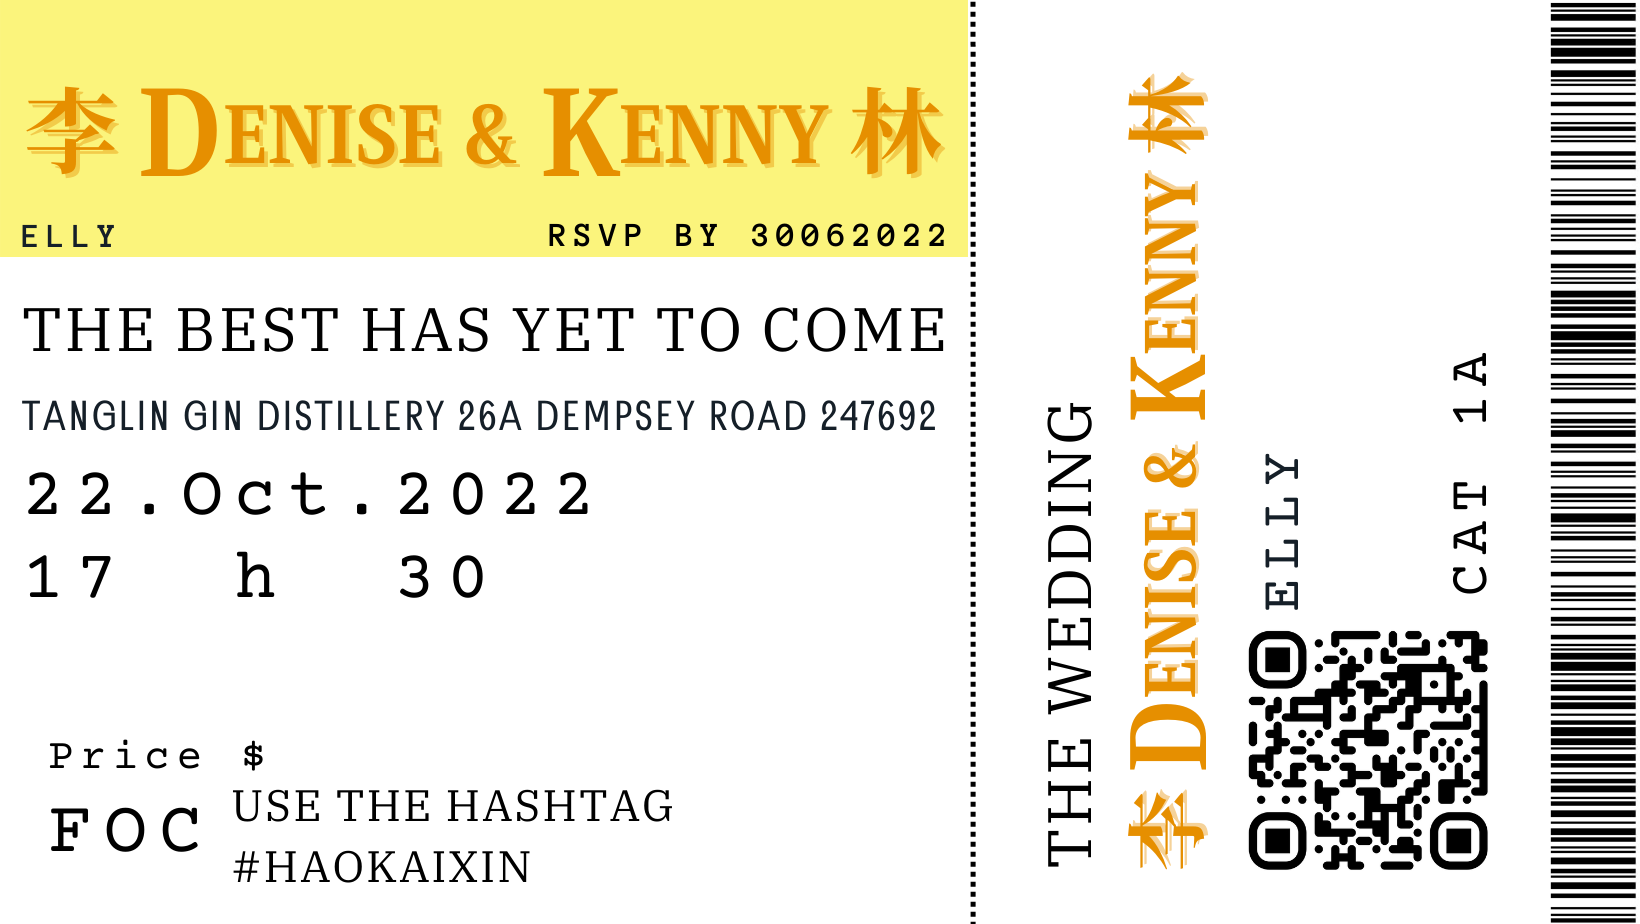 李 DENISE & KENNY 林
ELLY
RSVP BY 30062022
THE BEST HAS YET TO COME
TANGLIN GIN DISTILLERY 26A DEMPSEY ROAD 247692
22.Oct.2022
17 h 30
Price $
FOC
USE THE HASHTAG
#HAOKAIXIN
THE WEDDING
李 DENISE & KENNY 林
ELLY
CAT 1A